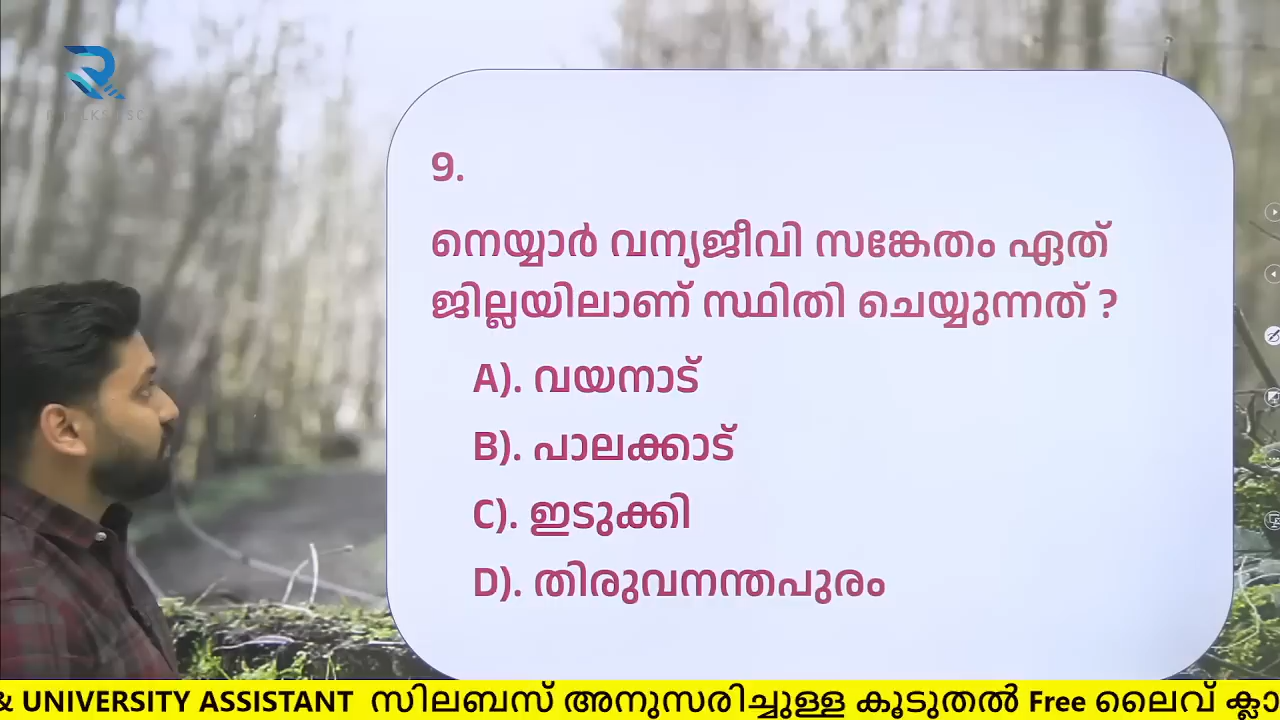 9.
നെയ്യാർ വന്യജീവി സങ്കേതം ഏത്
ജില്ലയിലാണ് സ്ഥിതി ചെയ്യുന്നത് ?
A). വയനാട്
B). പാലക്കാട്
C). ഇടുക്കി
D). തിരുവനന്തപുരം
& UNIVERSITY ASSISTANT സിലബസ് അനുസരിച്ചുള്ള കൂടുതൽ Free ലൈവ്